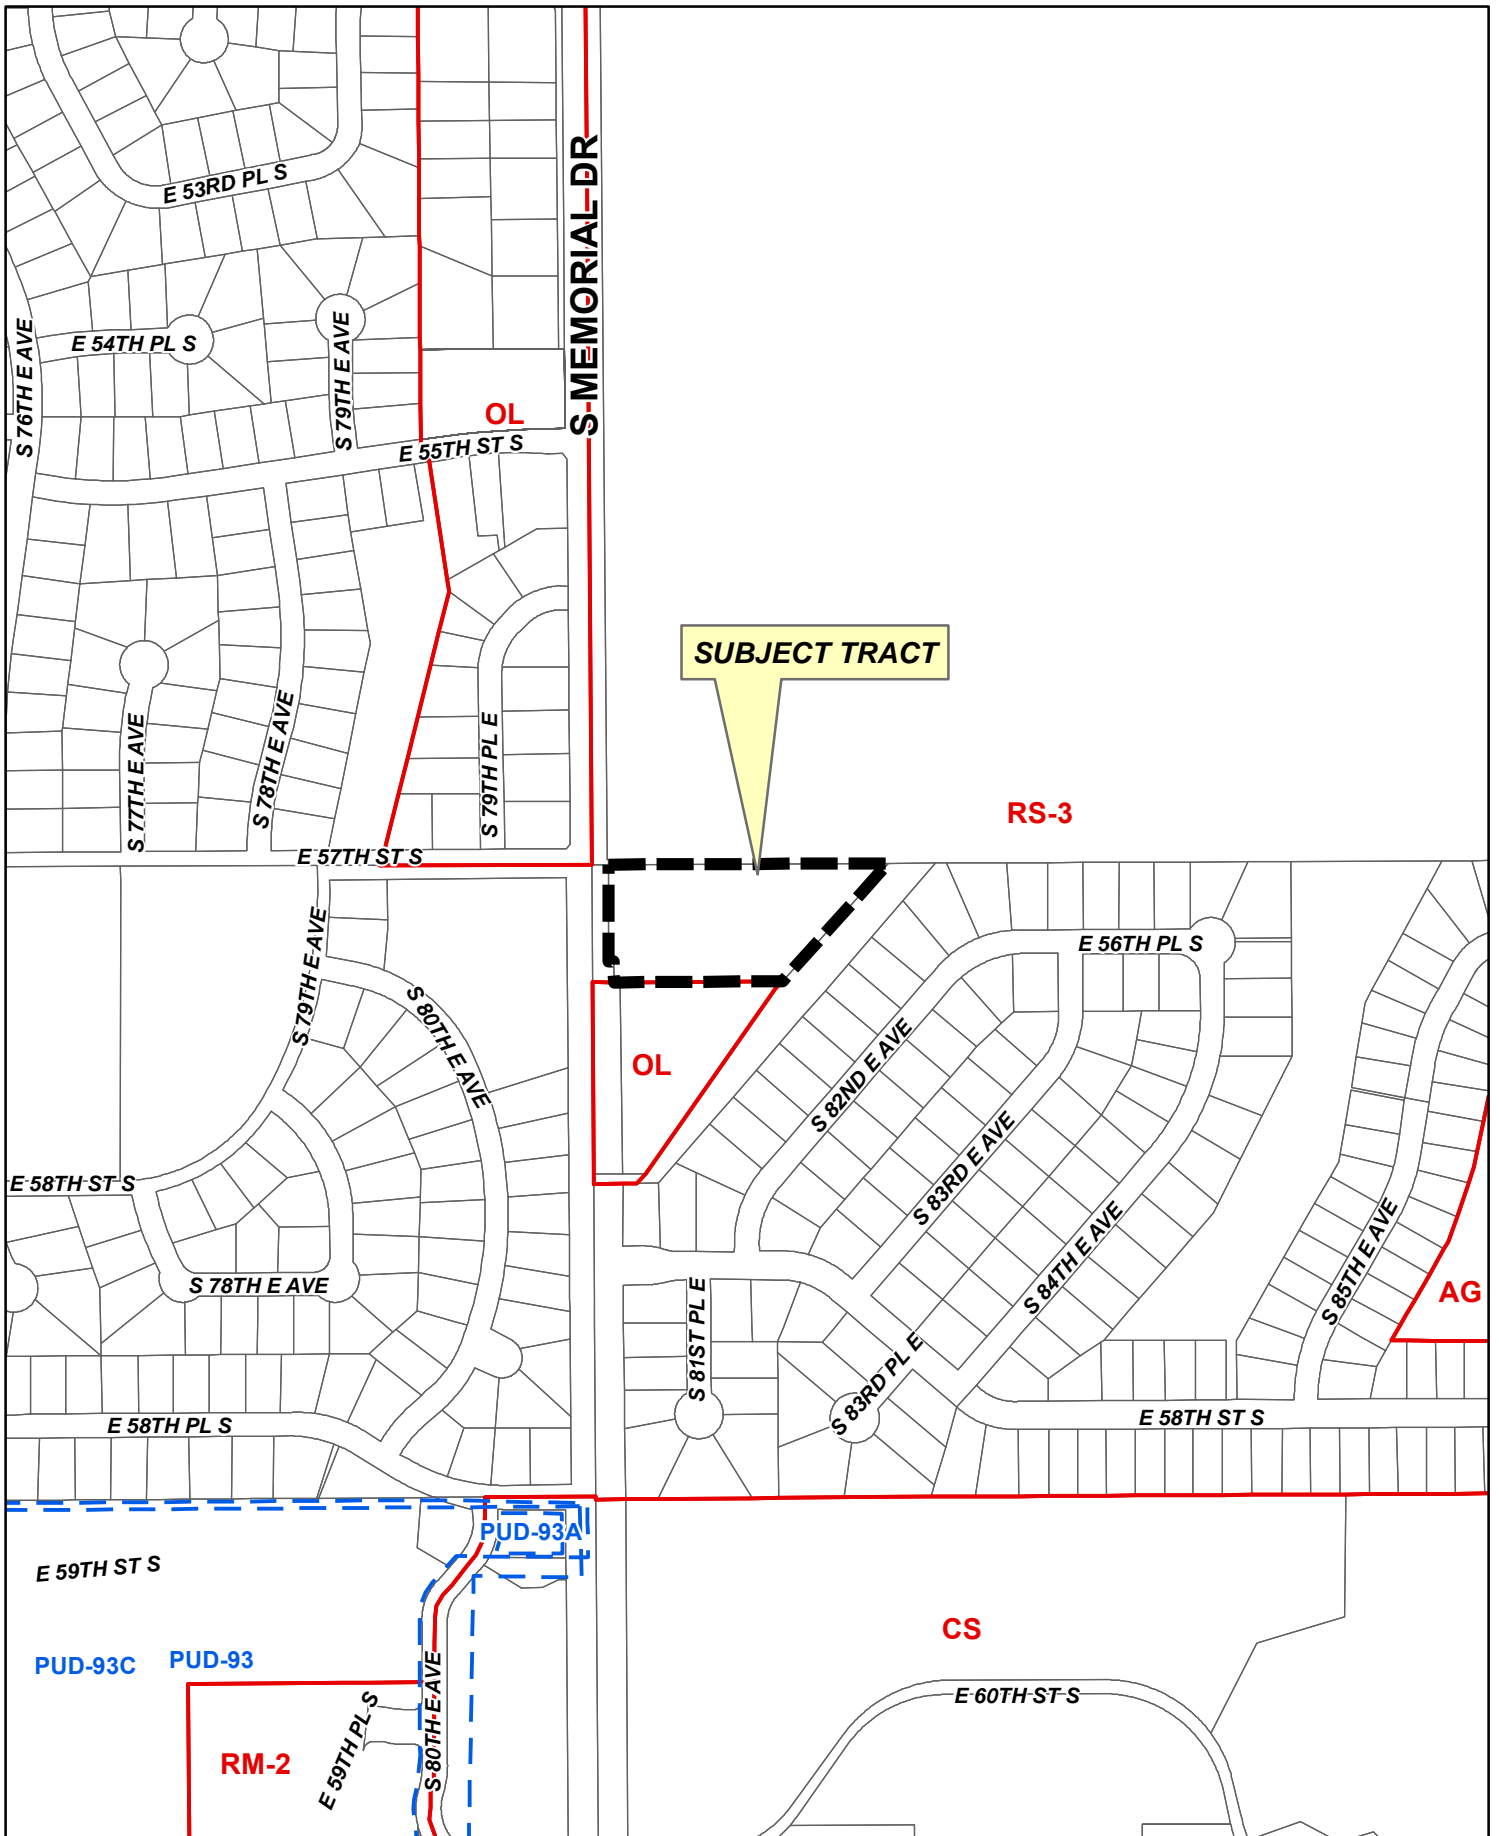 E 53RD PL S
S MEMORIAL DR
S 76TH E AVE
E 54TH PL S
S 79TH E AVE
OL
E 55TH ST S
SUBJECT TRACT
S 77TH E AVE
S 78TH E AVE
S 79TH PL E
RS-3
E 57TH ST S
S 79TH E AVE
S 80TH E AVE
E 56TH PL S
OL
S 82ND E AVE
S 83RD E AVE
E 58TH ST S
S 84TH E AVE
S 85TH E AVE
S 78TH E AVE
AG
S 81ST PL E
S 83RD PL E
E 58TH PL S
E 58TH ST S
PUD-93A
E 59TH ST S
CS
PUD-93C
PUD-93
S 80TH E AVE
E 60TH ST S
E 59TH PL S
RM-2